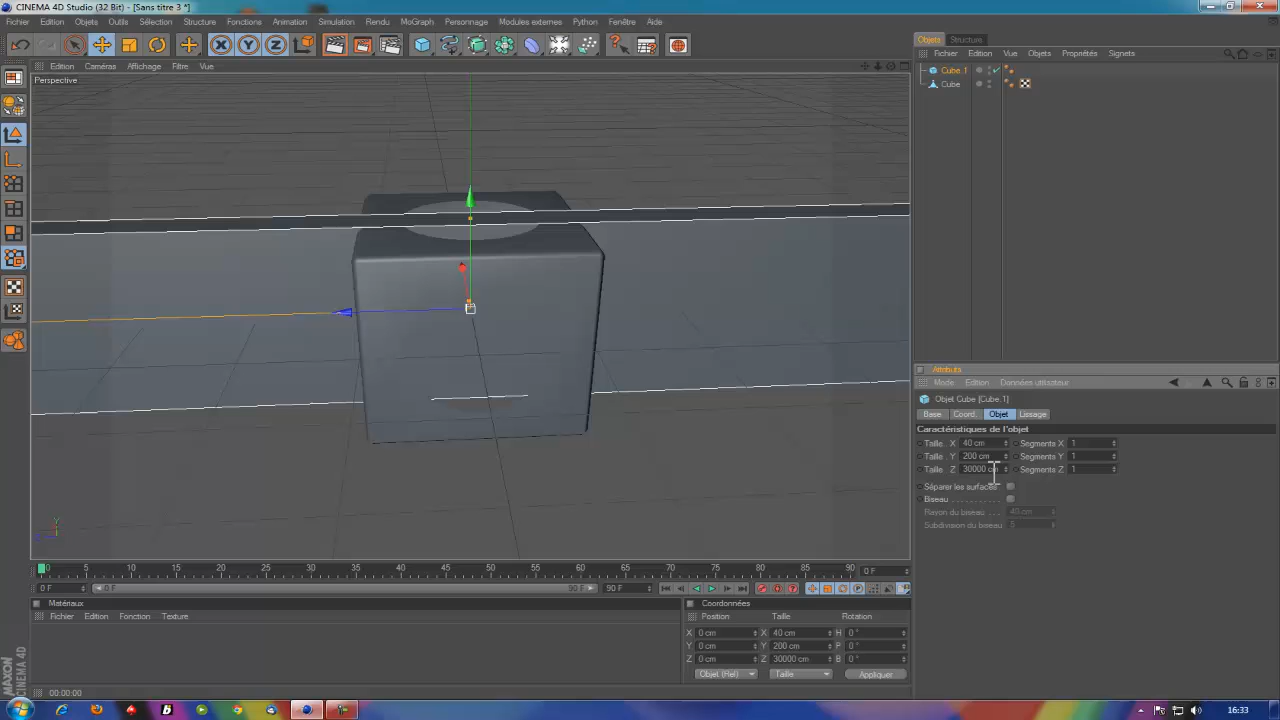 CINEMA 4D Studio (32 Bit) - [Sans titre 3 *]
Fichier Edition Objets Outils Sélection Structure Fonctions Animation Simulation Rendu MoGraph Personnage Modules externes Python Fenêtre Aide
Edition Caméras Affichage Filtre Vue
Perspective
Objets Structure
Fichier Edition Vue Objets Propriétés Signets
Cube.1
Cube
Attributs
Mode Edition Données utilisateur
Objet Cube [Cube.1]
Base Coord. Objet Lissage
Caractéristiques de l'objet
Taille . X 40 cm Segments X 1
Taille . Y 200 cm Segments Y 1
Taille . Z 30000 cm Segments Z 1
Séparer les surfaces
Biseau
Rayon du biseau 40 cm
Subdivision du biseau 5
0 5 10 15 20 25 30 35 40 45 50 55 60 65 70 75 80 85 90 0 F
0 F 0 F 90 F 90 F
Matériaux
Fichier Edition Fonction Texture
Coordonnées
Position Taille Rotation
X 0 cm X 40 cm H 0 °
Y 0 cm Y 200 cm P 0 °
Z 0 cm Z 30000 cm B 0 °
Objet (Rel) Taille Appliquer
MAXON CINEMA 4D
00:00:00
16:33